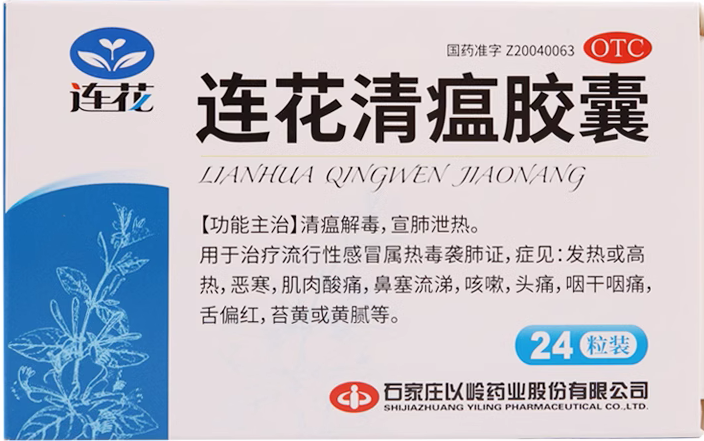 国药准字 Z20040063 OTC
连花
连花清瘟胶囊
LIANHUA QINGWEN JIAONANG
【功能主治】清瘟解毒,宣肺泄热。
用于治疗流行性感冒属热毒袭肺证,症见:发热或高
热,恶寒,肌肉酸痛,鼻塞流涕,咳嗽,头痛,咽干咽痛,
舌偏红,苔黄或黄腻等。
24粒装
石家庄以岭药业股份有限公司
SHIJIAZHUANG YILING PHARMACEUTICAL CO.,LTD.